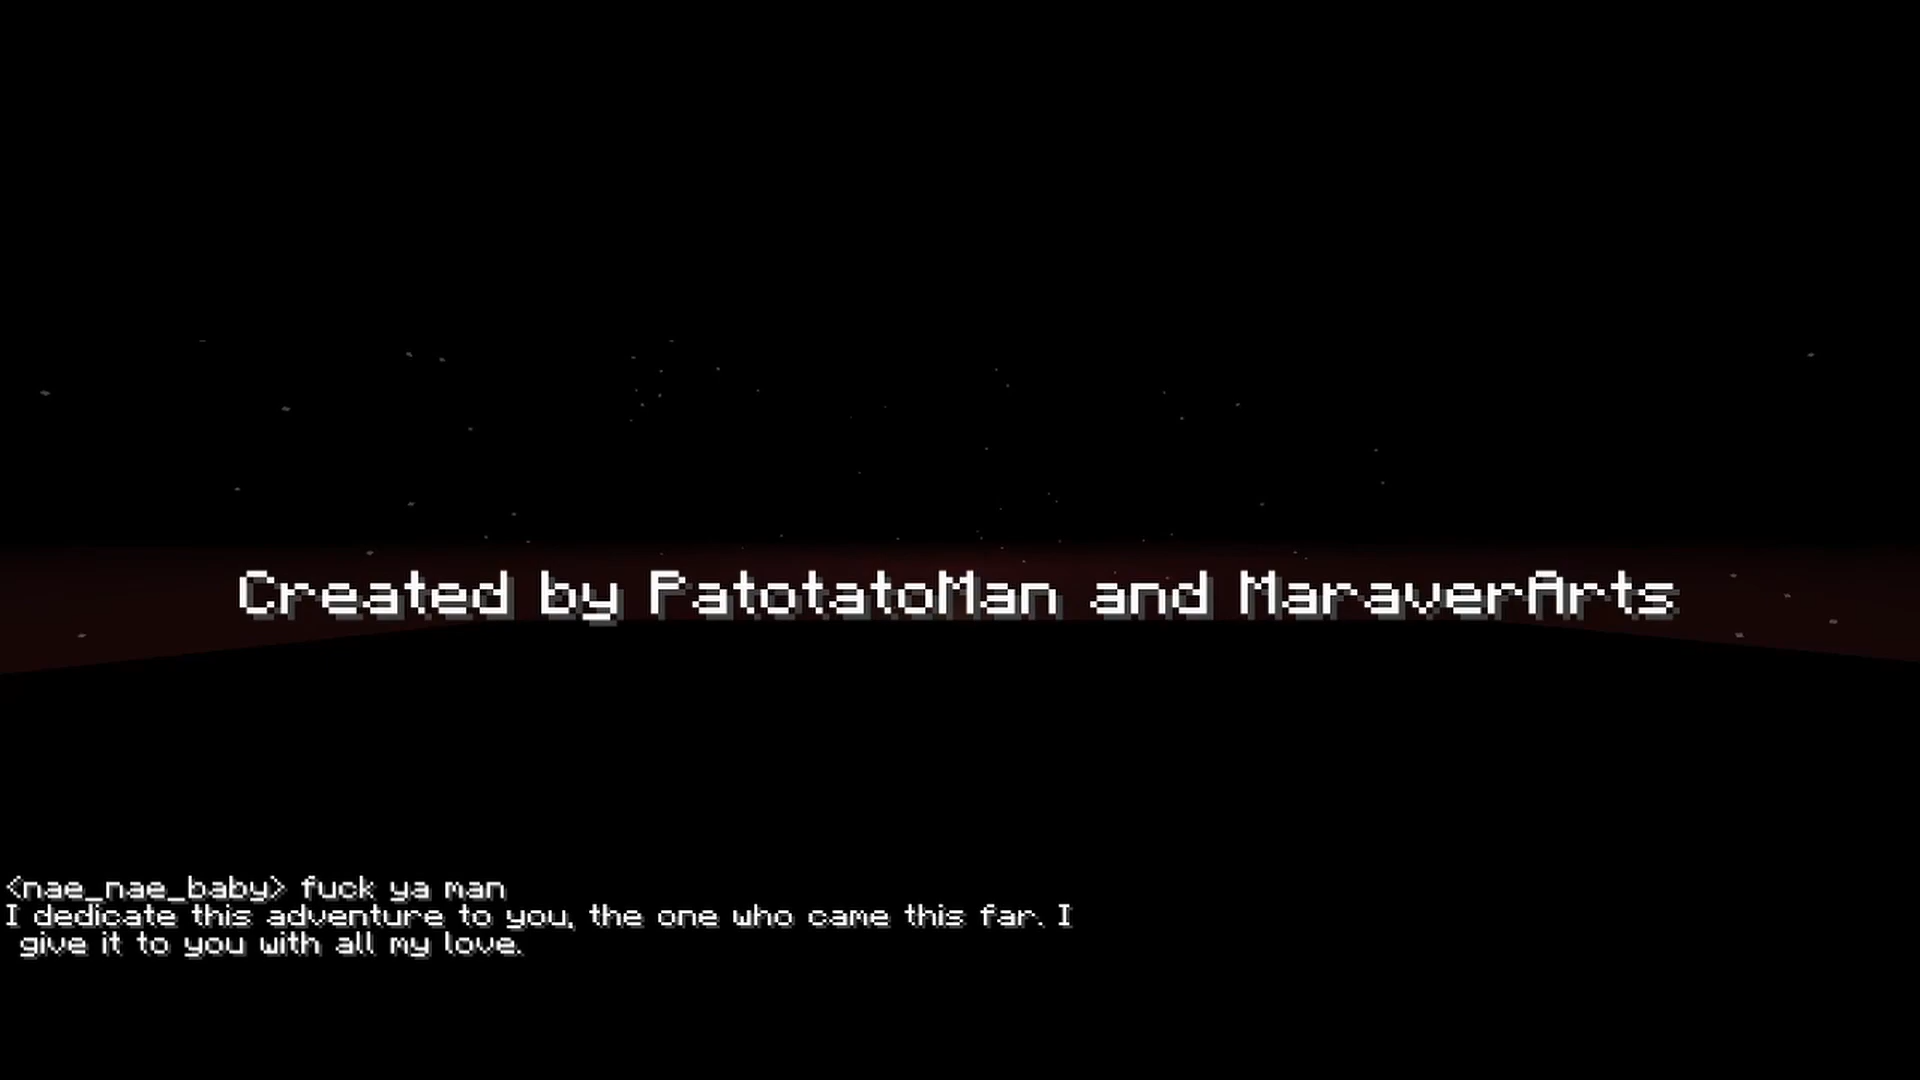 Created by PatotatoMan and MaraverArts
<nae_nae_baby> fuck ya man
I dedicate this adventure to you, the one who came this far. I
give it to you with all my love.